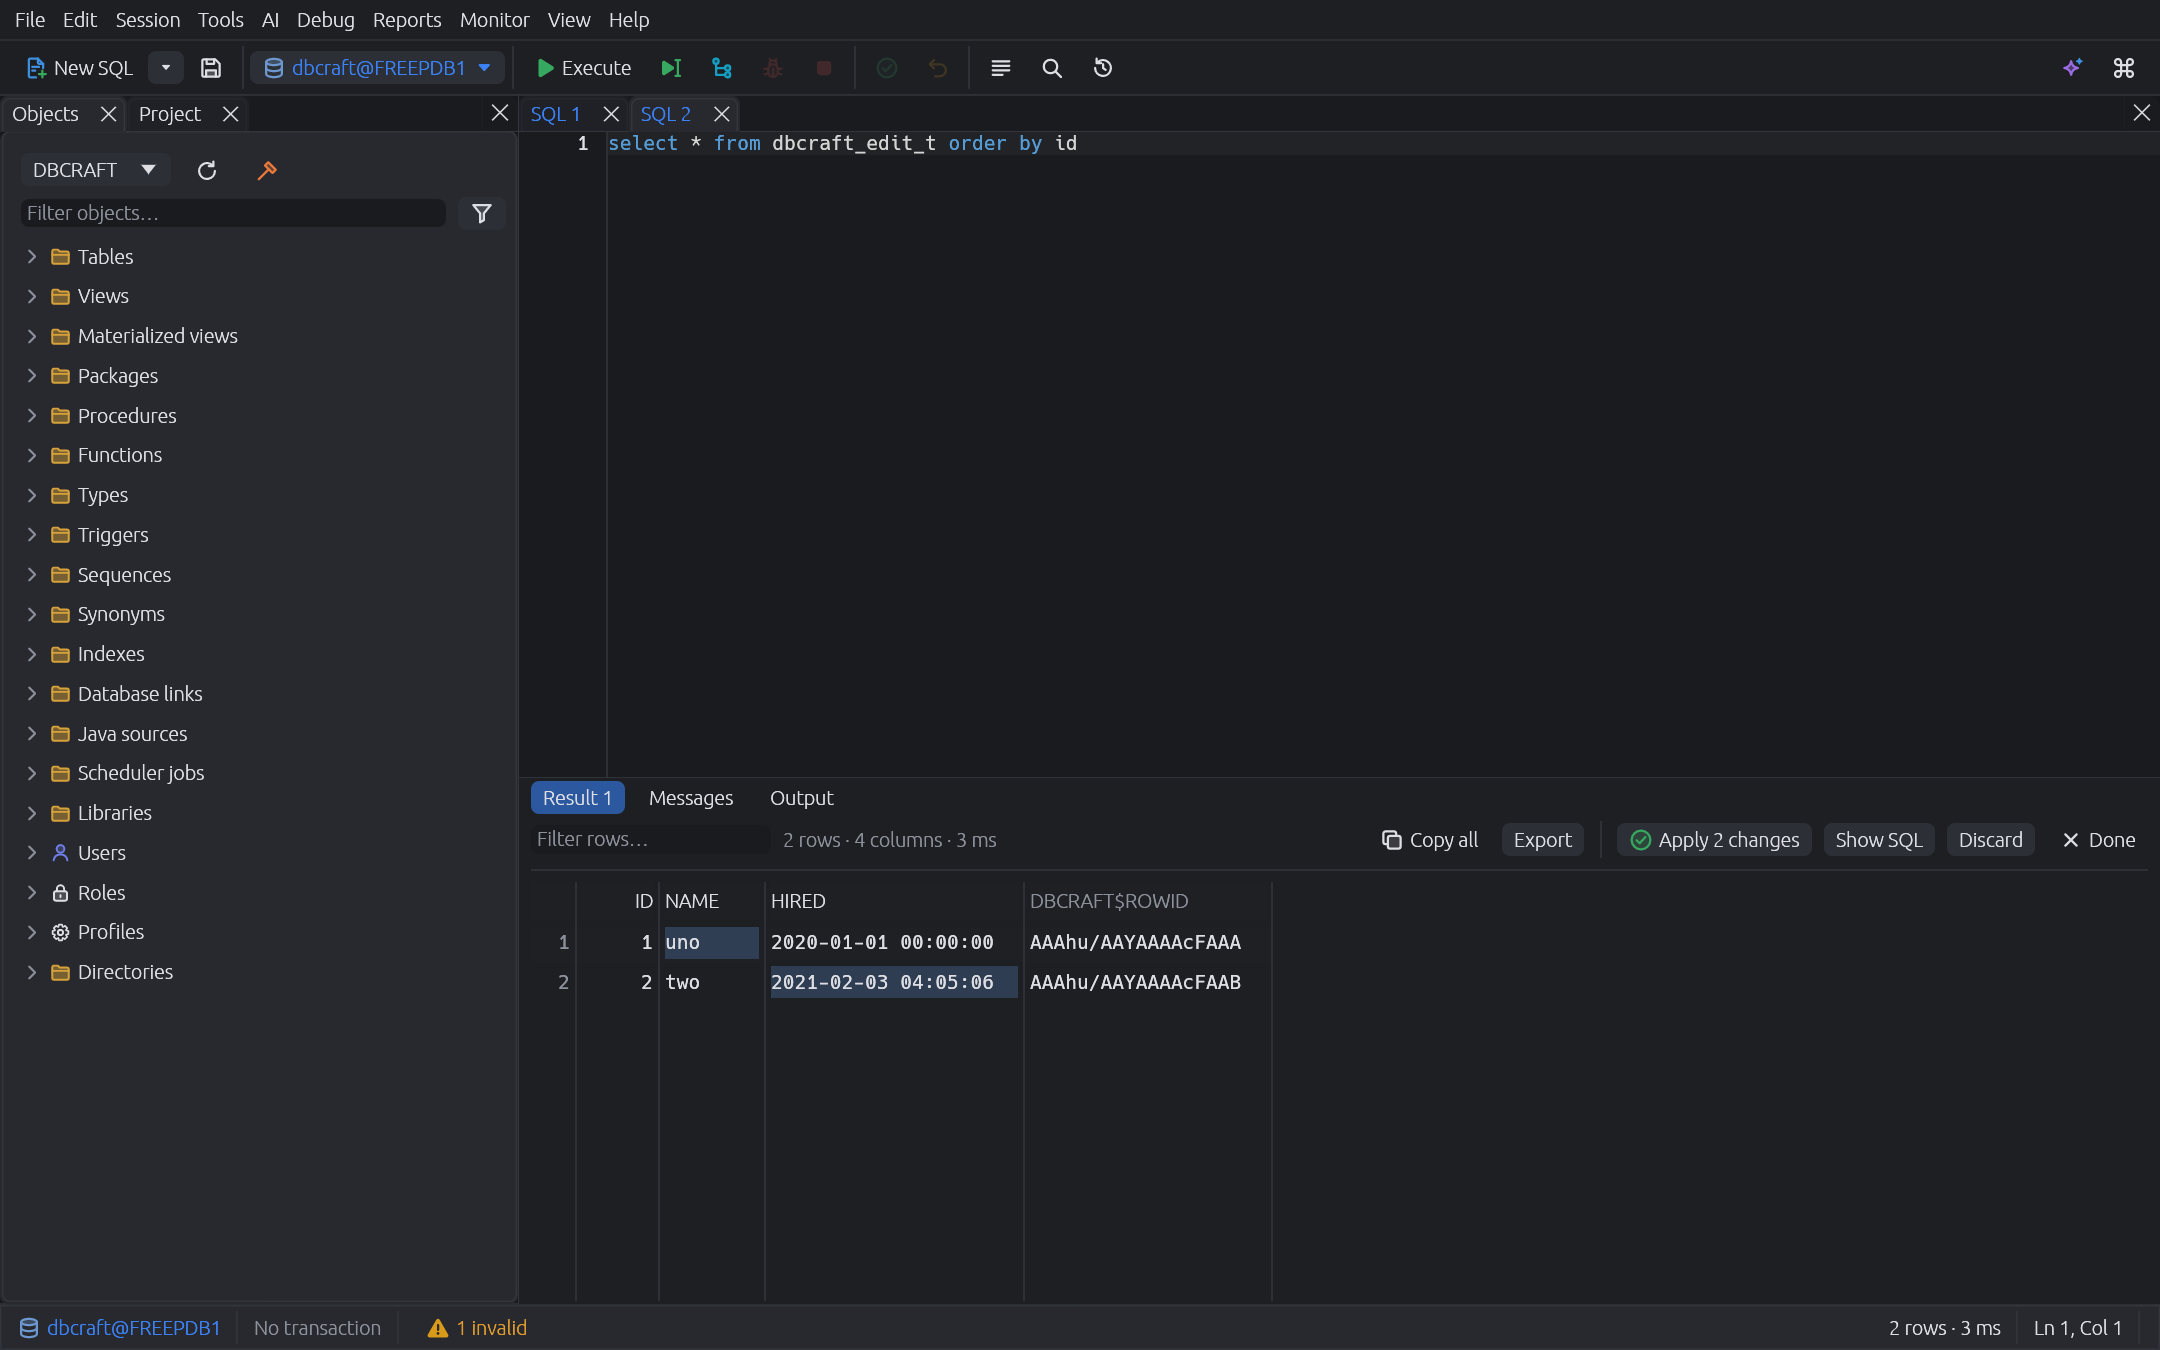 File Edit Session Tools AI Debug Reports Monitor View Help
New SQL dbcraft@FREEPDB1 Execute
Objects Project SQL 1 SQL 2
1 select * from dbcraft_edit_t order by id
DBCRAFT
Filter objects…
Tables
Views
Materialized views
Packages
Procedures
Functions
Types
Triggers
Sequences
Synonyms
Indexes
Database links
Java sources
Scheduler jobs
Libraries
Users
Roles
Profiles
Directories
Result 1 Messages Output
Filter rows… 2 rows · 4 columns · 3 ms Copy all Export Apply 2 changes Show SQL Discard Done
ID NAME HIRED DBCRAFT$ROWID
1 1 uno 2020-01-01 00:00:00 AAAhu/AAYAAAAcFAAA
2 2 two 2021-02-03 04:05:06 AAAhu/AAYAAAAcFAAB
dbcraft@FREEPDB1 No transaction 1 invalid 2 rows · 3 ms Ln 1, Col 1